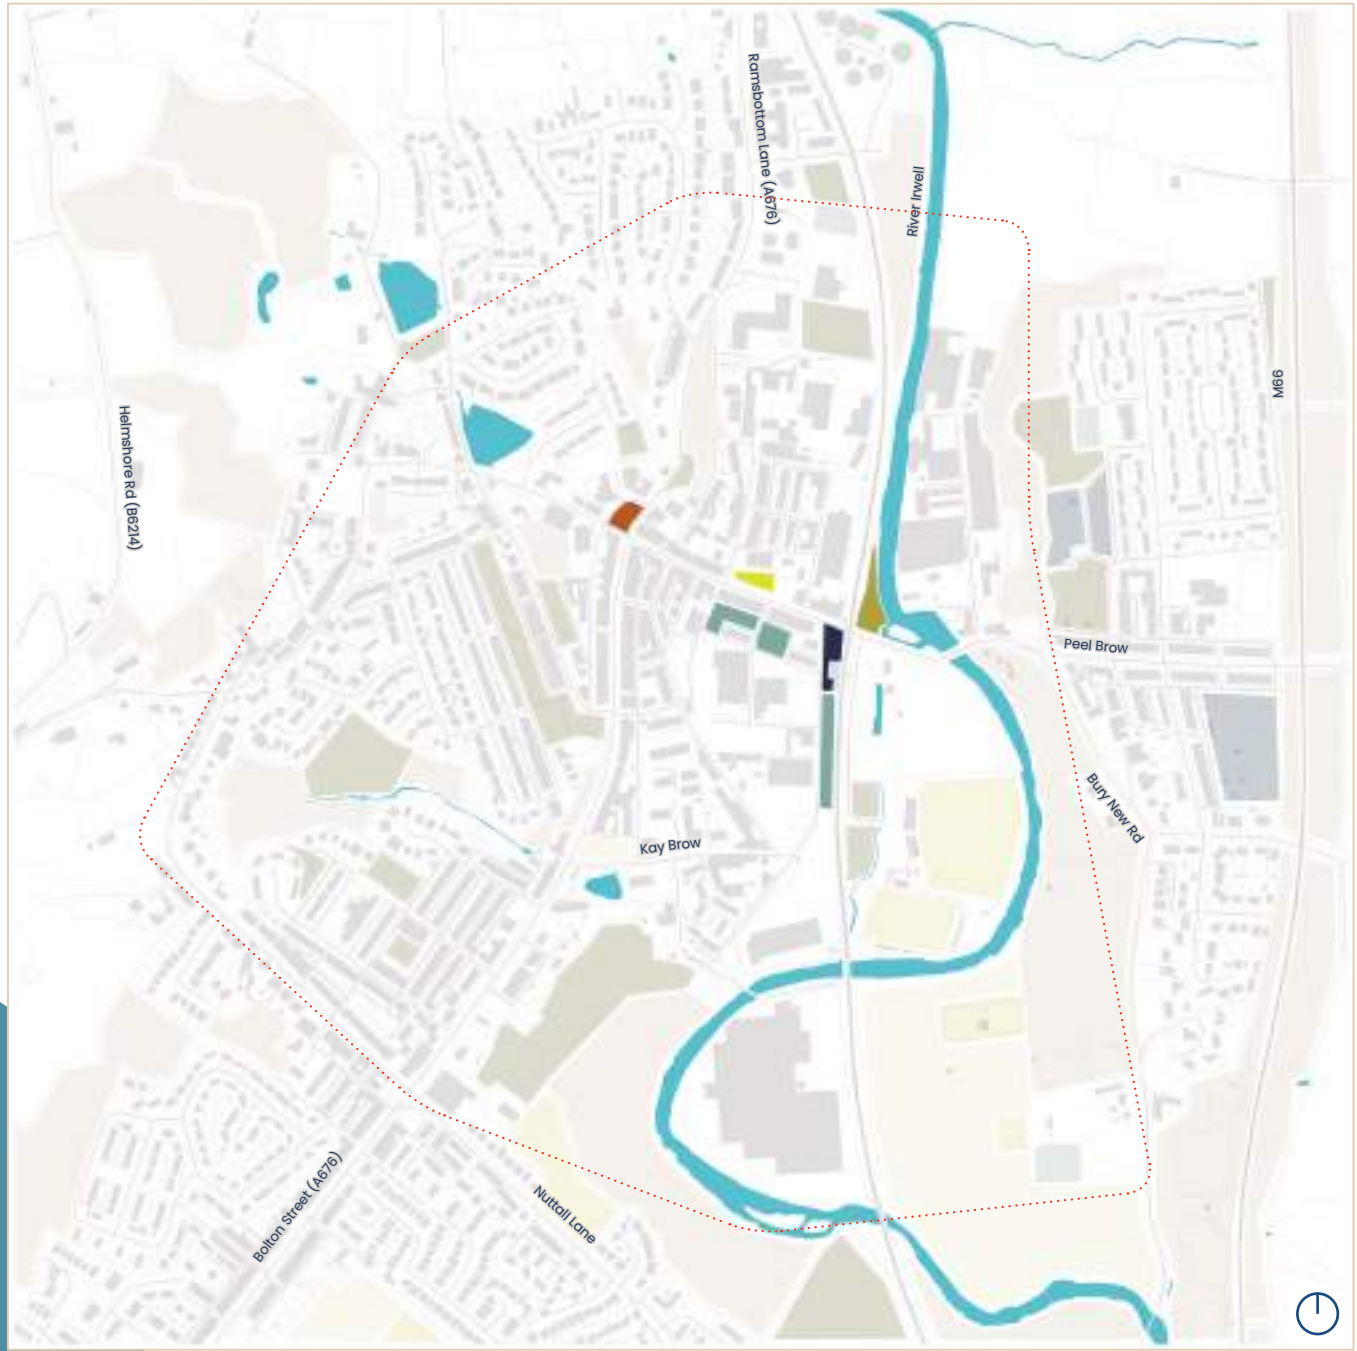 Ramsbottom Lane (A676)
River Irwell
M66
Helmshore Rd (B6214)
Peel Brow
Bury New Rd
Kay Brow
Bolton Street (A676)
Nuttall Lane